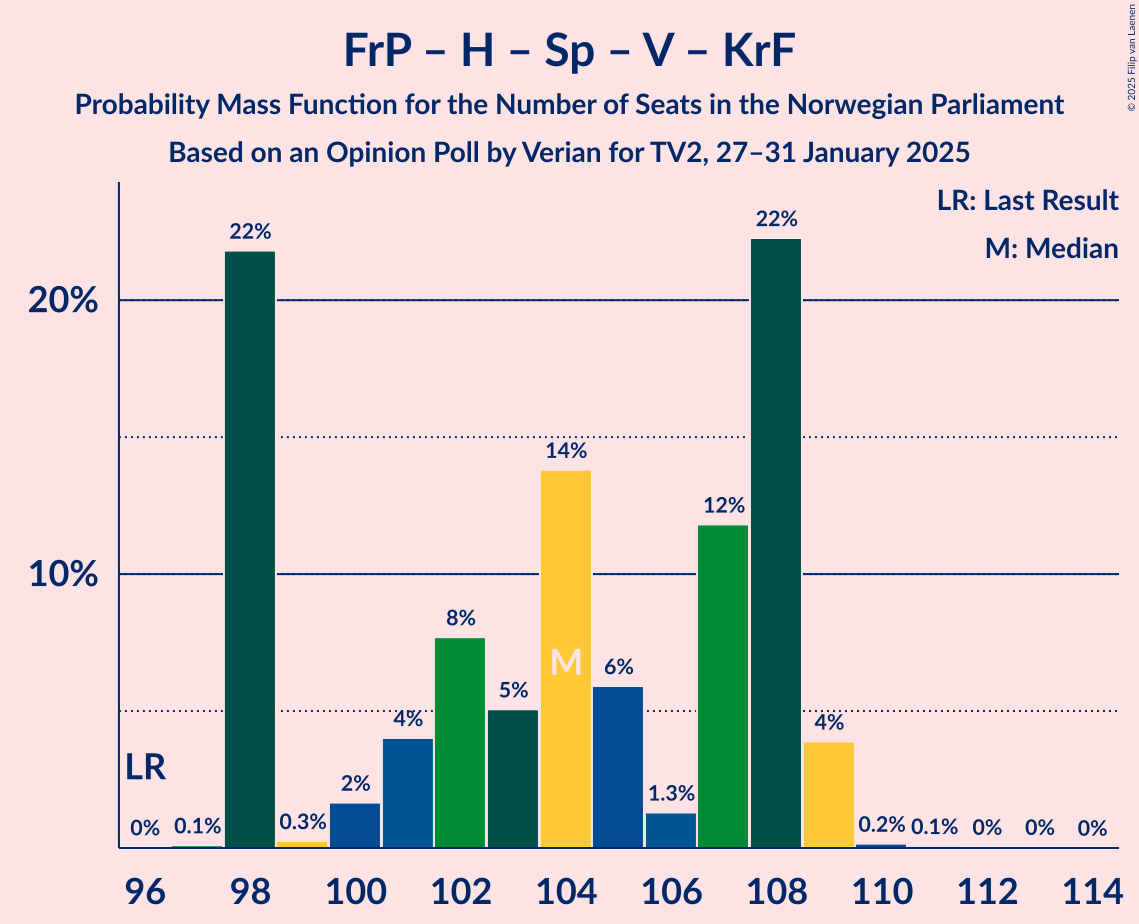 FrP – H – Sp – V – KrF
Probability Mass Function for the Number of Seats in the Norwegian Parliament
Based on an Opinion Poll by Verian for TV2, 27–31 January 2025
© 2025 Filip van Laenen
LR: Last Result
M: Median
20%
10%
LR
M
0%
0.1%
22%
0.3%
2%
4%
8%
5%
14%
6%
1.3%
12%
22%
4%
0.2%
0.1%
0%
0%
0%
96 98 100 102 104 106 108 110 112 114